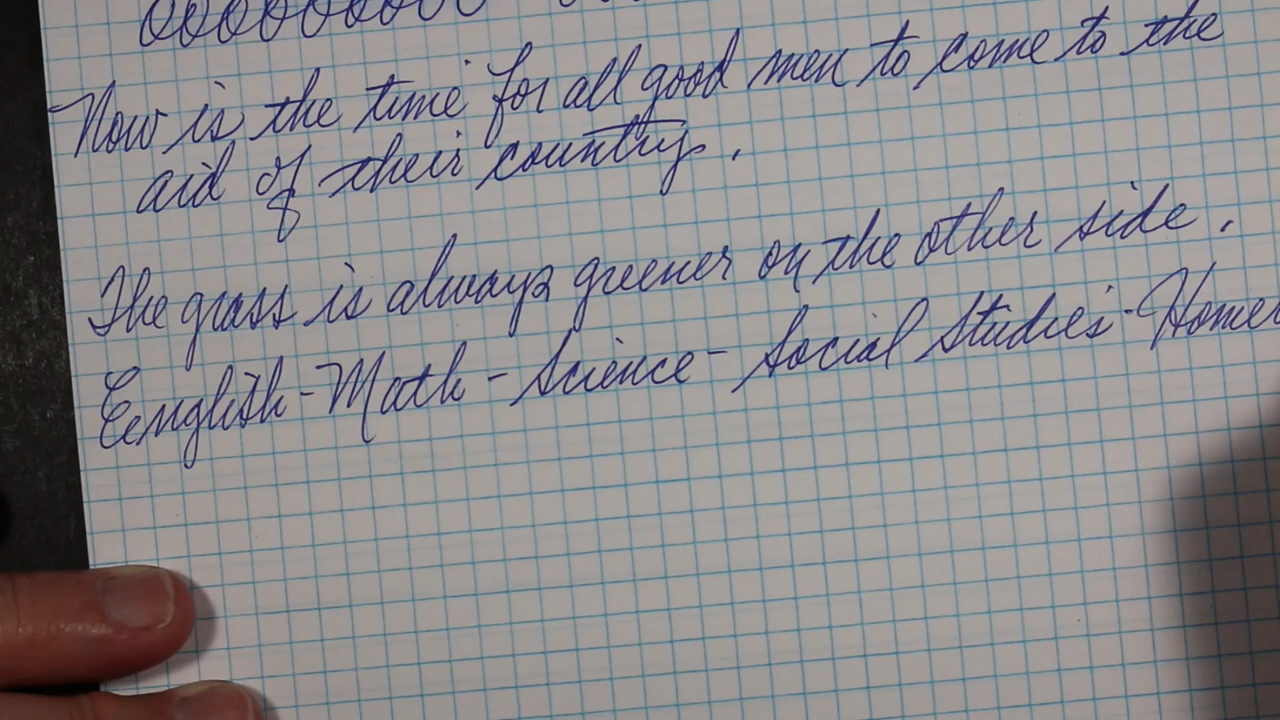 Now is the time for all good men to come to the
aid of their country.
The grass is always greener on the other side.
English-Math-Science-Social Studies-Homer